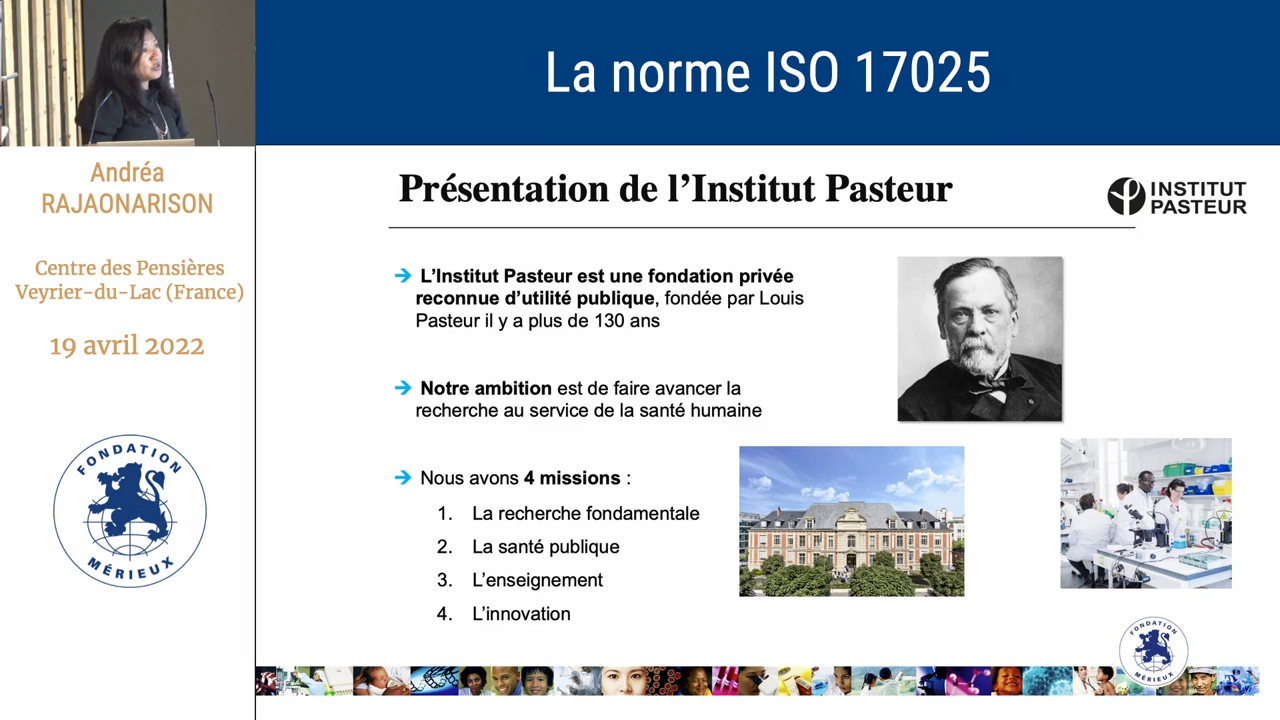 La norme ISO 17025
Andréa
RAJAONARISON
Centre des Pensières
Veyrier-du-Lac (France)
19 avril 2022
FONDATION
MÉRIEUX
Présentation de l’Institut Pasteur
INSTITUT
PASTEUR
➔ L’Institut Pasteur est une fondation privée
reconnue d’utilité publique, fondée par Louis
Pasteur il y a plus de 130 ans
➔ Notre ambition est de faire avancer la
recherche au service de la santé humaine
➔ Nous avons 4 missions :
1. La recherche fondamentale
2. La santé publique
3. L’enseignement
4. L’innovation
FONDATION
MÉRIEUX